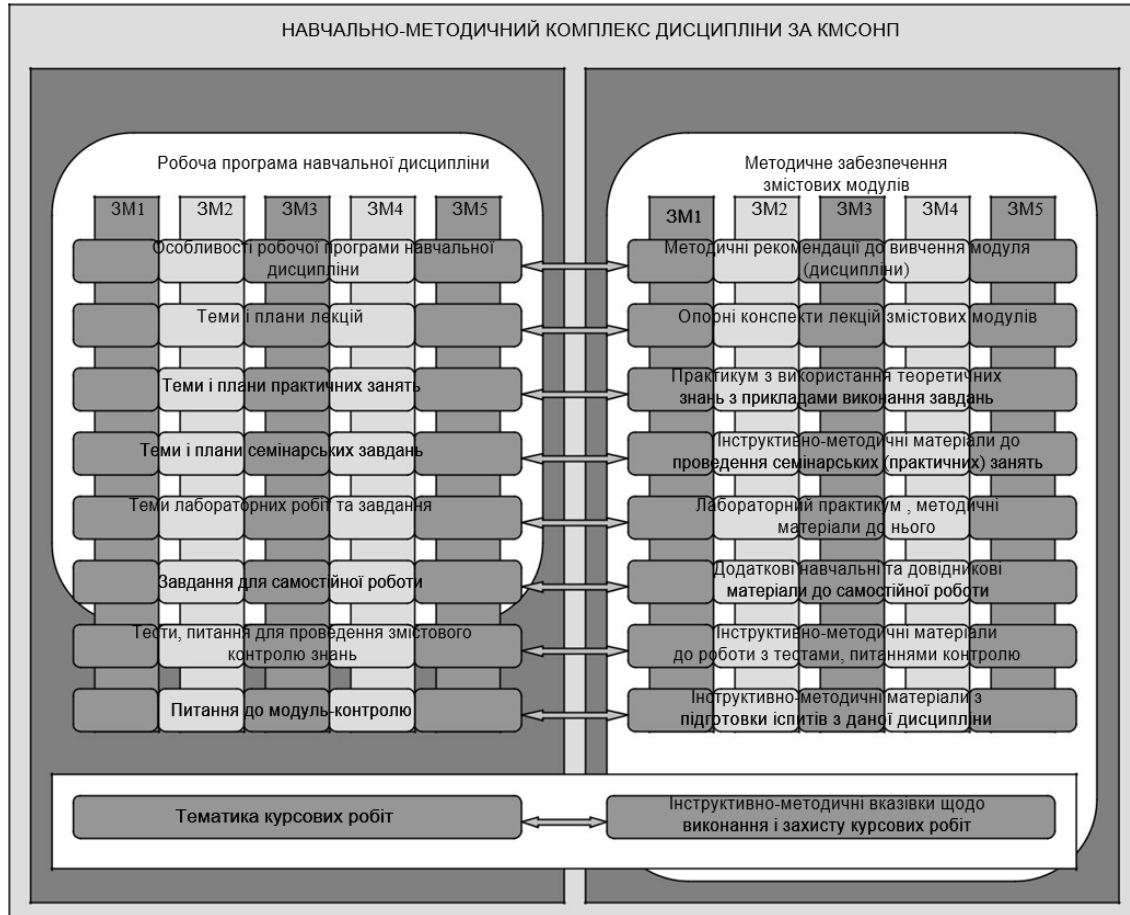 НАВЧАЛЬНО-МЕТОДИЧНИЙ КОМПЛЕКС ДИСЦИПЛІНИ ЗА КМСОНП
Робоча програма навчальної дисципліни
ЗМ1 ЗМ2 ЗМ3 ЗМ4 ЗМ5
Особливості робочої програми навчальної
дисципліни
Теми і плани лекцій
Теми і плани практичних занять
Теми і плани семінарських завдань
Теми лабораторних робіт та завдання
Завдання для самостійної роботи
Тести, питання для проведення змістового
контролю знань
Питання до модуль-контролю
Тематика курсових робіт
Методичне забезпечення
змістових модулів
ЗМ1 ЗМ2 ЗМ3 ЗМ4 ЗМ5
Методичні рекомендації до вивчення модуля
(дисципліни)
Опорні конспекти лекцій змістових модулів
Практикум з використання теоретичних
знань з прикладами виконання завдань
Інструктивно-методичні матеріали до
проведення семінарських (практичних) занять
Лабораторний практикум , методичні
матеріали до нього
Додаткові навчальні та довідникові
матеріали до самостійної роботи
Інструктивно-методичні матеріали
до роботи з тестами, питаннями контролю
Інструктивно-методичні матеріали з
підготовки іспитів з даної дисципліни
Інструктивно-методичні вказівки щодо
виконання і захисту курсових робіт